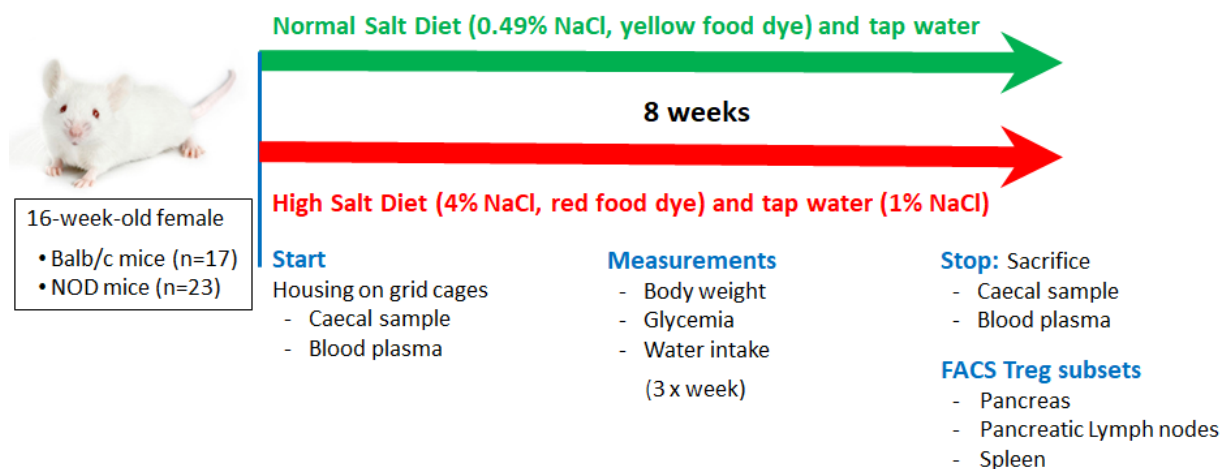 Normal Salt Diet (0.49% NaCl, yellow food dye) and tap water
8 weeks
High Salt Diet (4% NaCl, red food dye) and tap water (1% NaCl)
16-week-old female
• Balb/c mice (n=17)
• NOD mice (n=23)
Start
Housing on grid cages
- Caecal sample
- Blood plasma
Measurements
- Body weight
- Glycemia
- Water intake
(3 x week)
Stop: Sacrifice
- Caecal sample
- Blood plasma
FACS Treg subsets
- Pancreas
- Pancreatic Lymph nodes
- Spleen